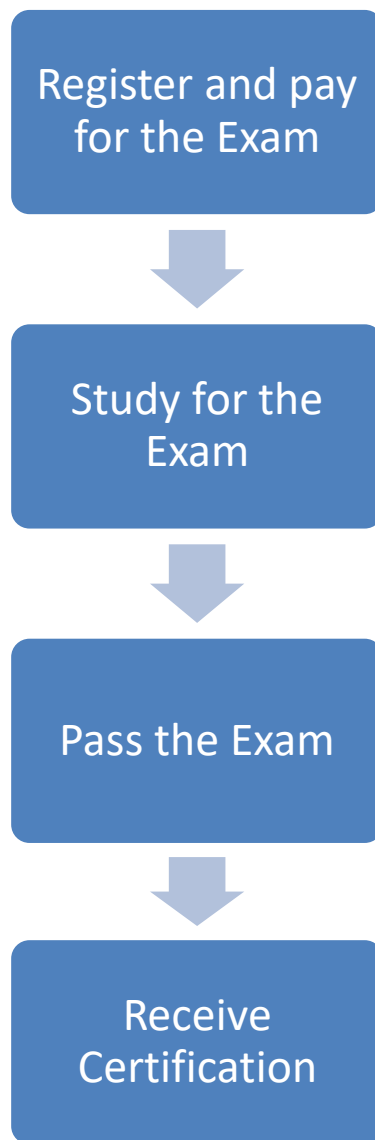 Register and pay
for the Exam
Study for the
Exam
Pass the Exam
Receive
Certification